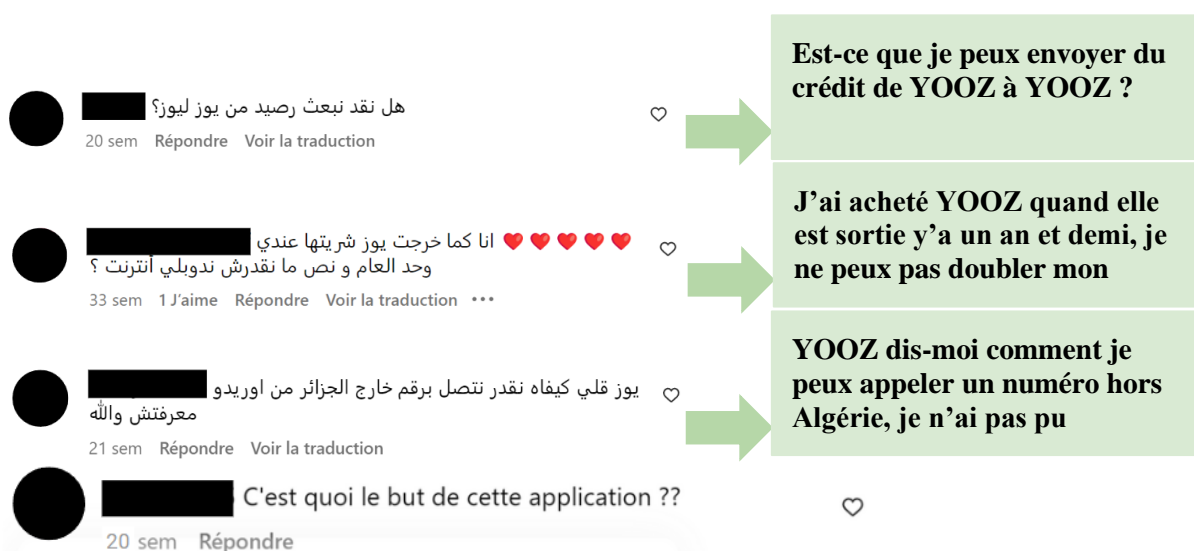 هل نقد نبعث رصيد من يوز ليوز؟
20 sem Répondre Voir la traduction
Est-ce que je peux envoyer du
crédit de YOOZ à YOOZ ?
❤️ ❤️ ❤️ ❤️ ❤️ انا كما خرجت يوز شريتها عندي
وحد العام و نص ما نقدرش ندوبلي أنترنت ؟
33 sem 1 J'aime Répondre Voir la traduction •••
J'ai acheté YOOZ quand elle
est sortie y'a un an et demi, je
ne peux pas doubler mon
يوز قلي كيفاه نقدر نتصل برقم خارج الجزائر من اوريدو
معرفتش والله
21 sem Répondre Voir la traduction
YOOZ dis-moi comment je
peux appeler un numéro hors
Algérie, je n'ai pas pu
C'est quoi le but de cette application ??
20 sem Répondre